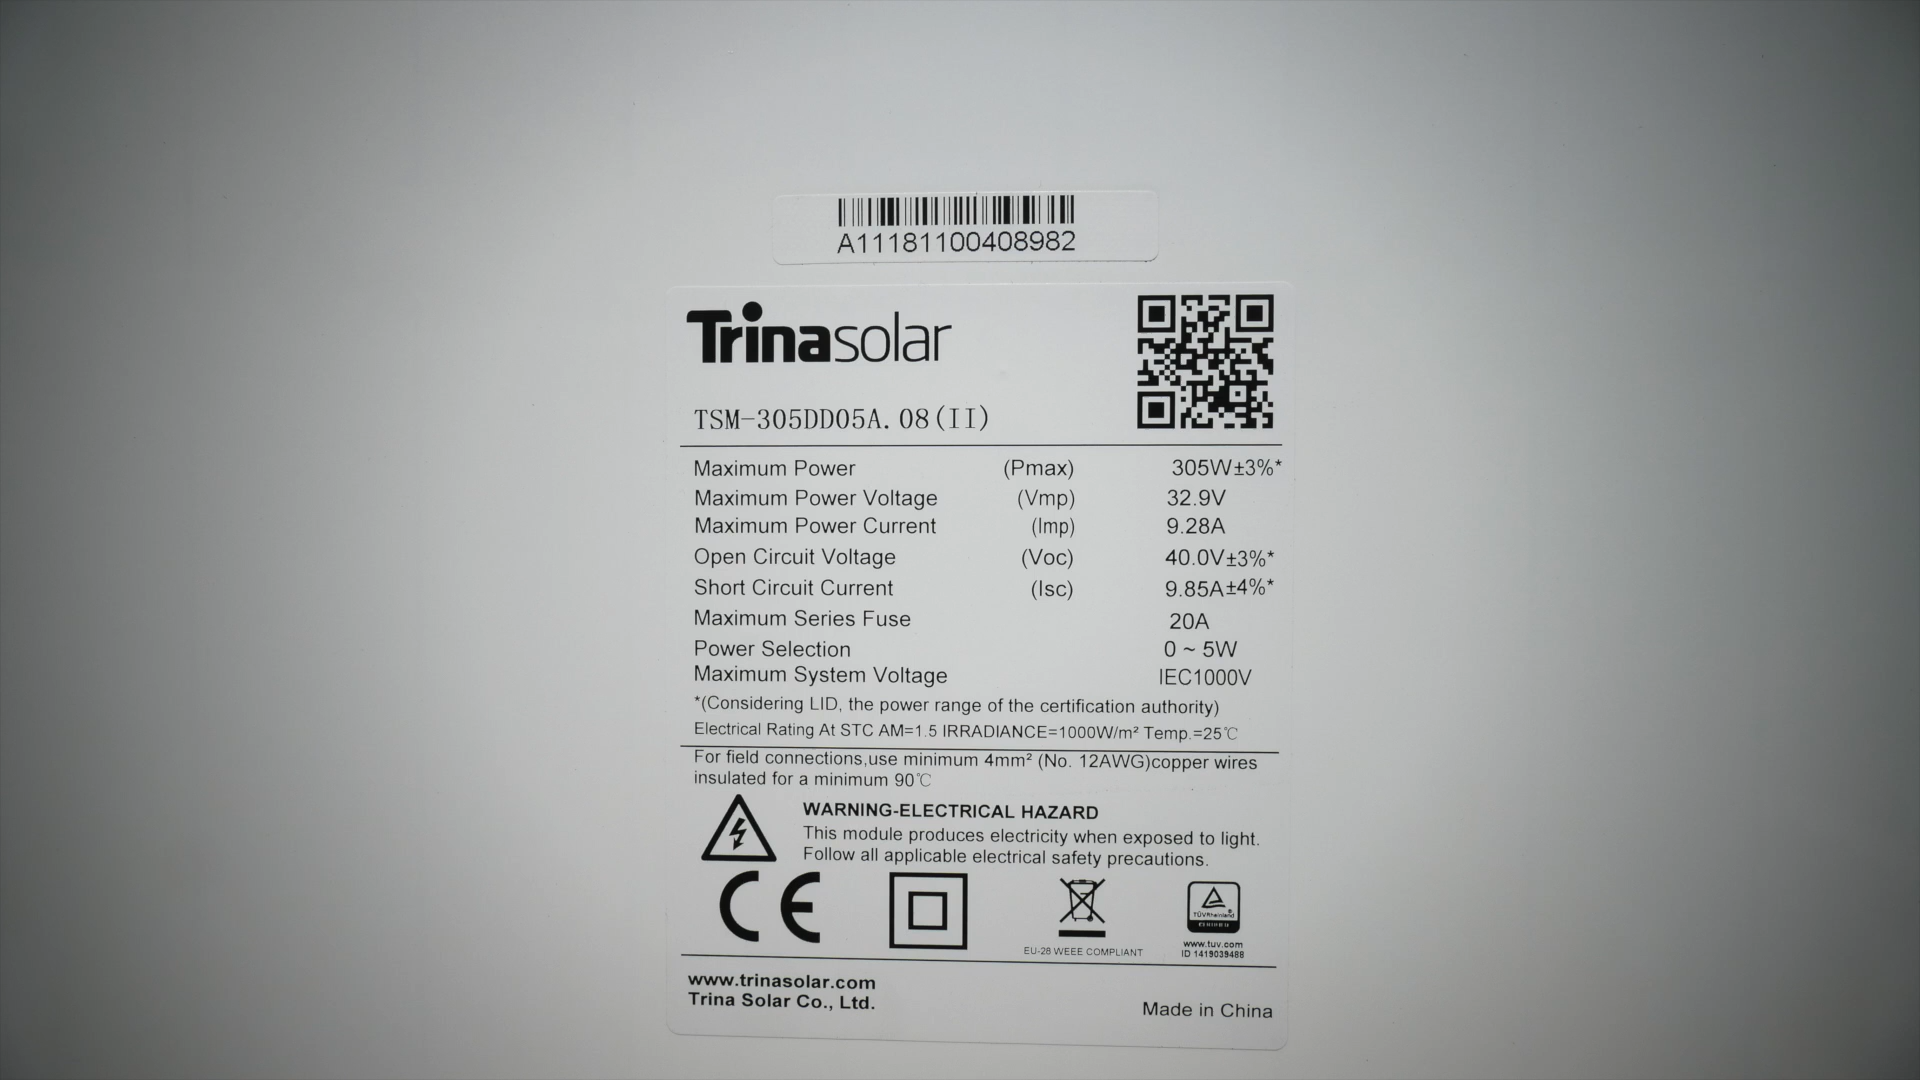 A11181100408982
Trinasolar
TSM-305DD05A.08(II)
Maximum Power (Pmax) 305W±3%*
Maximum Power Voltage (Vmp) 32.9V
Maximum Power Current (Imp) 9.28A
Open Circuit Voltage (Voc) 40.0V±3%*
Short Circuit Current (Isc) 9.85A±4%*
Maximum Series Fuse 20A
Power Selection 0 ~ 5W
Maximum System Voltage IEC1000V
*(Considering LID, the power range of the certification authority)
Electrical Rating At STC AM=1.5 IRRADIANCE=1000W/m² Temp.=25℃
For field connections,use minimum 4mm² (No. 12AWG)copper wires
insulated for a minimum 90℃
WARNING-ELECTRICAL HAZARD
This module produces electricity when exposed to light.
Follow all applicable electrical safety precautions.
CE
EU-28 WEEE COMPLIANT
TÜVRheinland®
CERTIFIED
www.tuv.com
ID 1419039488
www.trinasolar.com
Trina Solar Co., Ltd.
Made in China